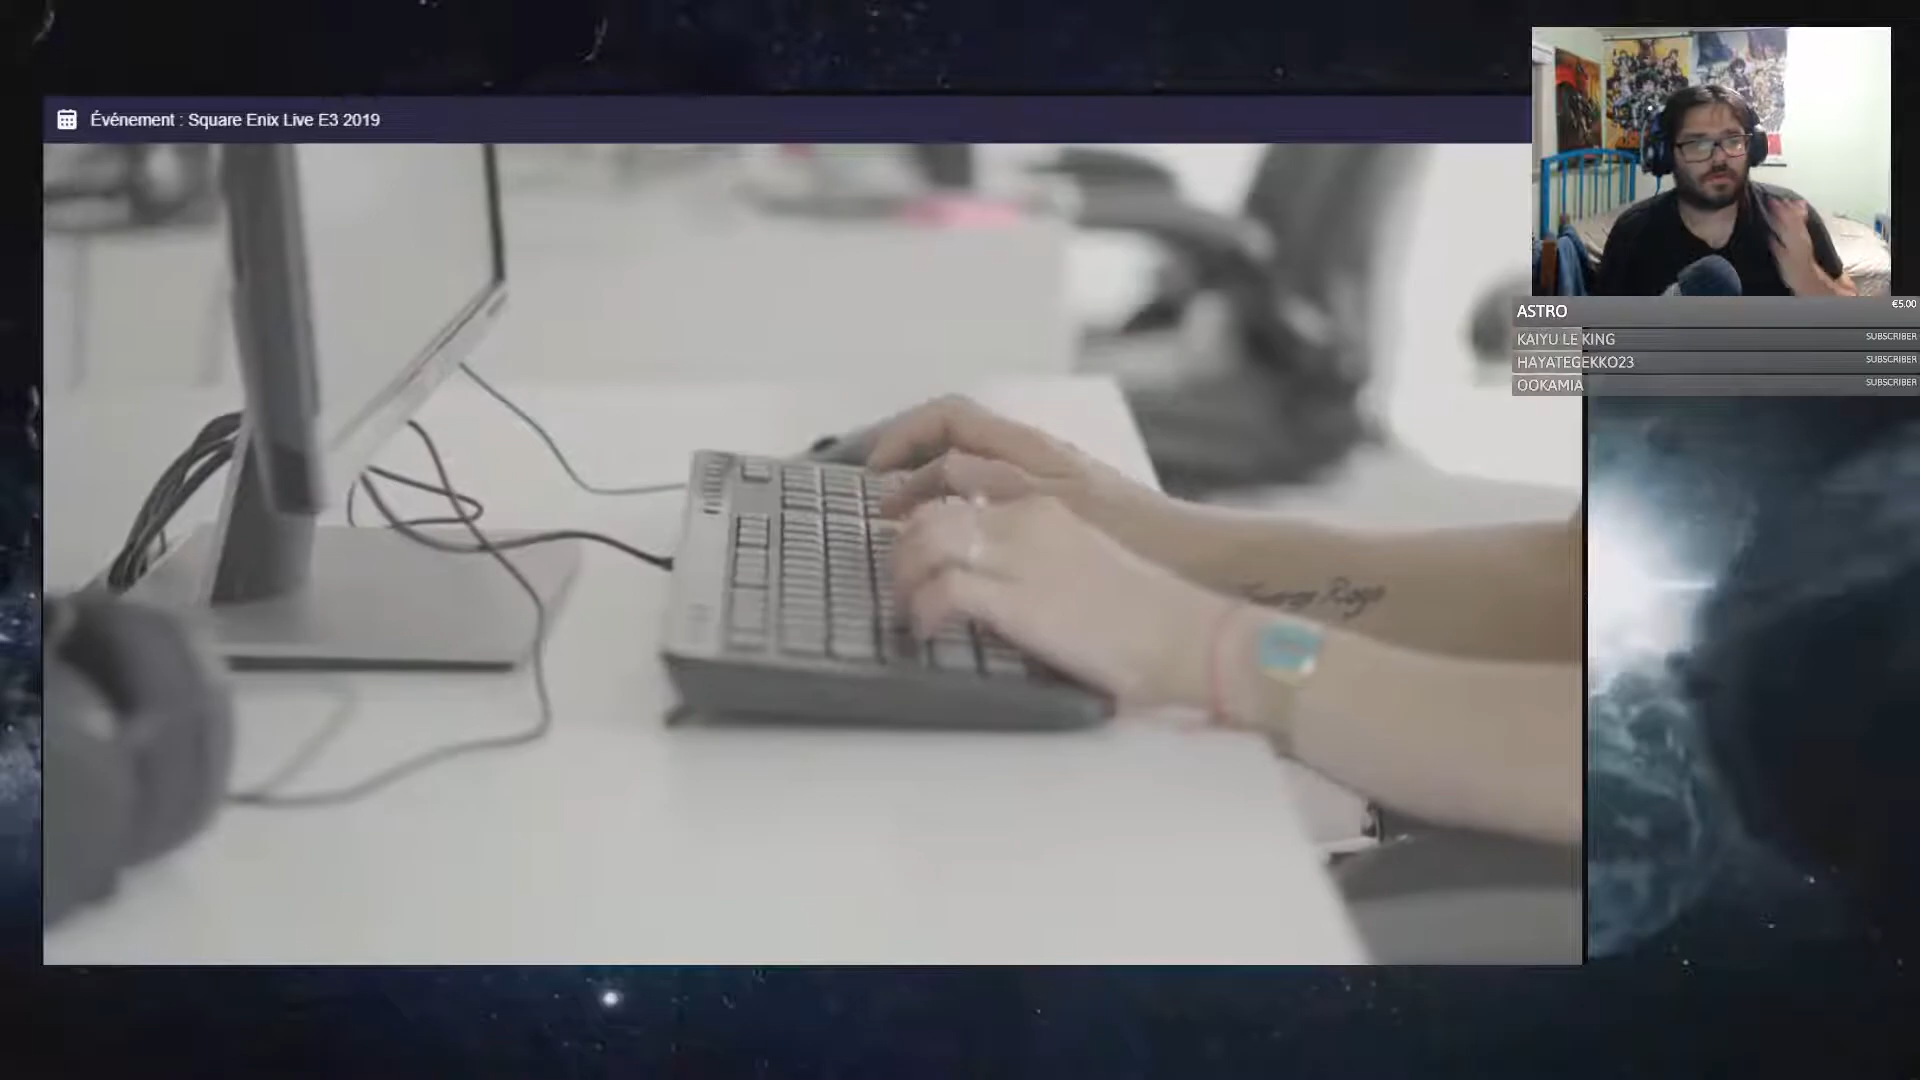 Événement : Square Enix Live E3 2019
ASTRO €5.00
KAIYU LE KING SUBSCRIBER
HAYATEGEKKO23 SUBSCRIBER
OOKAMIA SUBSCRIBER